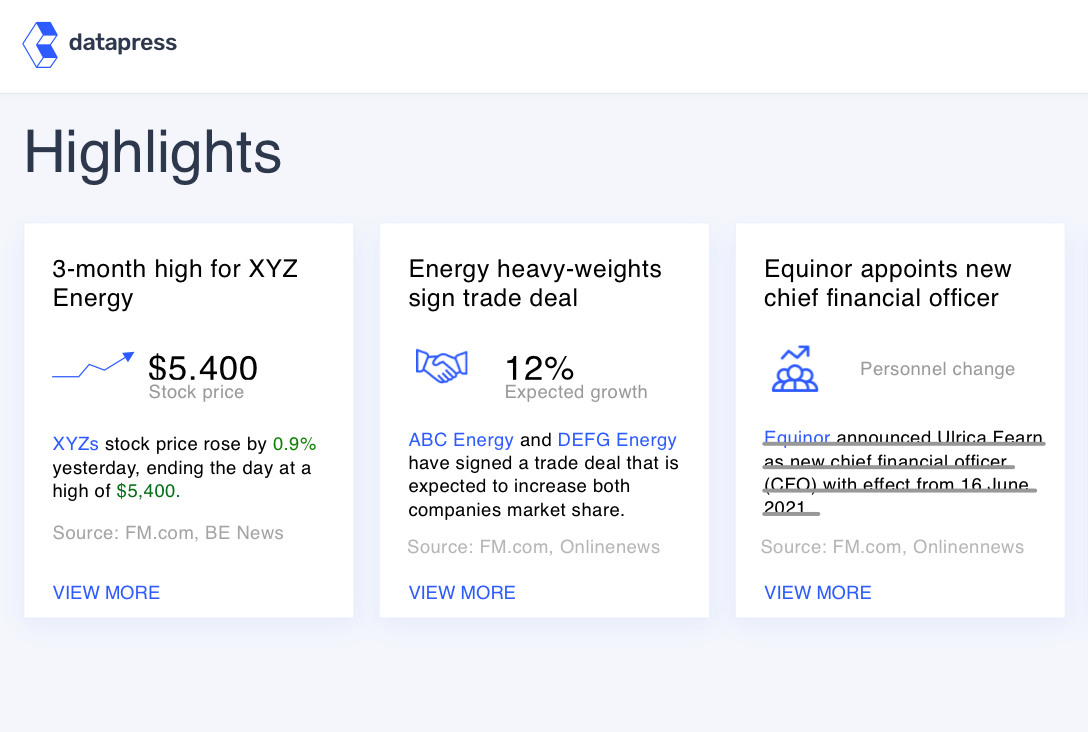 datapress
Highlights
3-month high for XYZ
Energy
$5.400
Stock price
XYZs stock price rose by 0.9%
yesterday, ending the day at a
high of $5,400.
Source: FM.com, BE News
VIEW MORE
Energy heavy-weights
sign trade deal
12%
Expected growth
ABC Energy and DEFG Energy
have signed a trade deal that is
expected to increase both
companies market share.
Source: FM.com, Onlinenews
VIEW MORE
Equinor appoints new
chief financial officer
Personnel change
Equinor announced Ulrica Fearn
as new chief financial officer
(CFO) with effect from 16 June
2021
Source: FM.com, Onlinennews
VIEW MORE